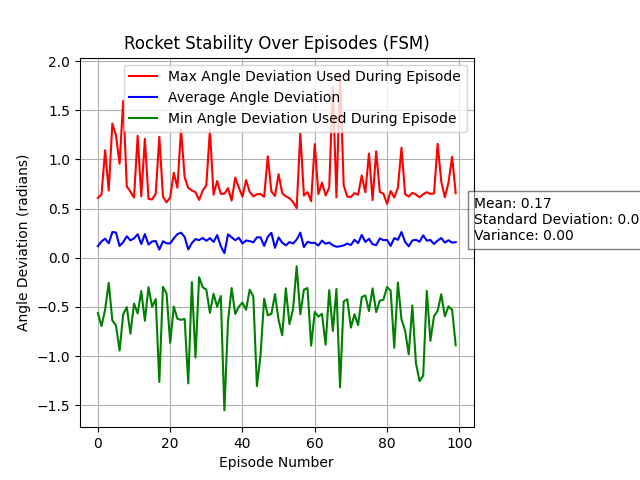 Rocket Stability Over Episodes (FSM)
Max Angle Deviation Used During Episode
Average Angle Deviation
Min Angle Deviation Used During Episode
Angle Deviation (radians)
2.0
1.5
1.0
0.5
0.0
−0.5
−1.0
−1.5
0
20
40
60
80
100
Episode Number
Mean: 0.17
Standard Deviation: 0.0
Variance: 0.00